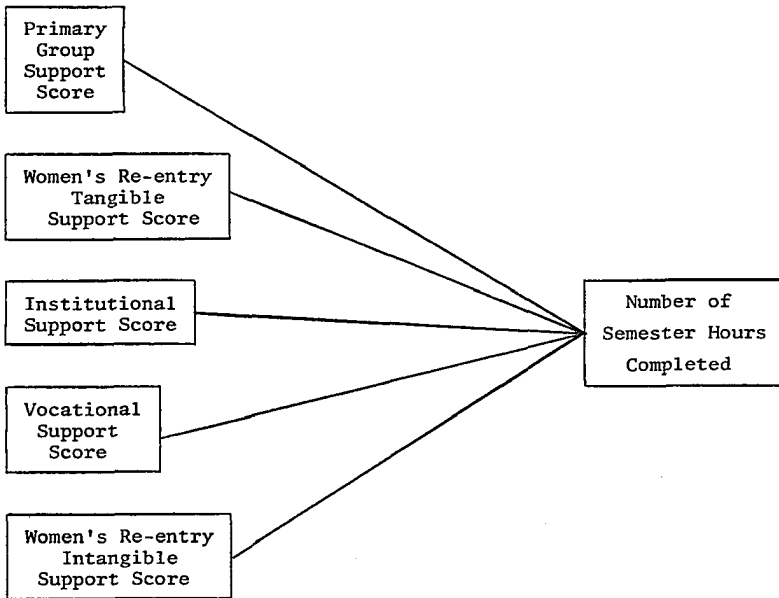 Primary
Group
Support
Score
Women's Re-entry
Tangible
Support Score
Institutional
Support Score
Vocational
Support
Score
Women's Re-entry
Intangible
Support Score
Number of
Semester Hours
Completed